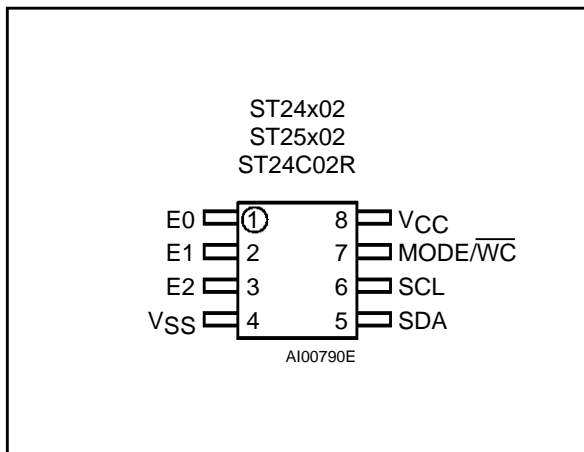 ST24x02
ST25x02
ST24C02R
E0 1 8 VCC
E1 2 7 MODE/W̅C̅
E2 3 6 SCL
VSS 4 5 SDA
AI00790E